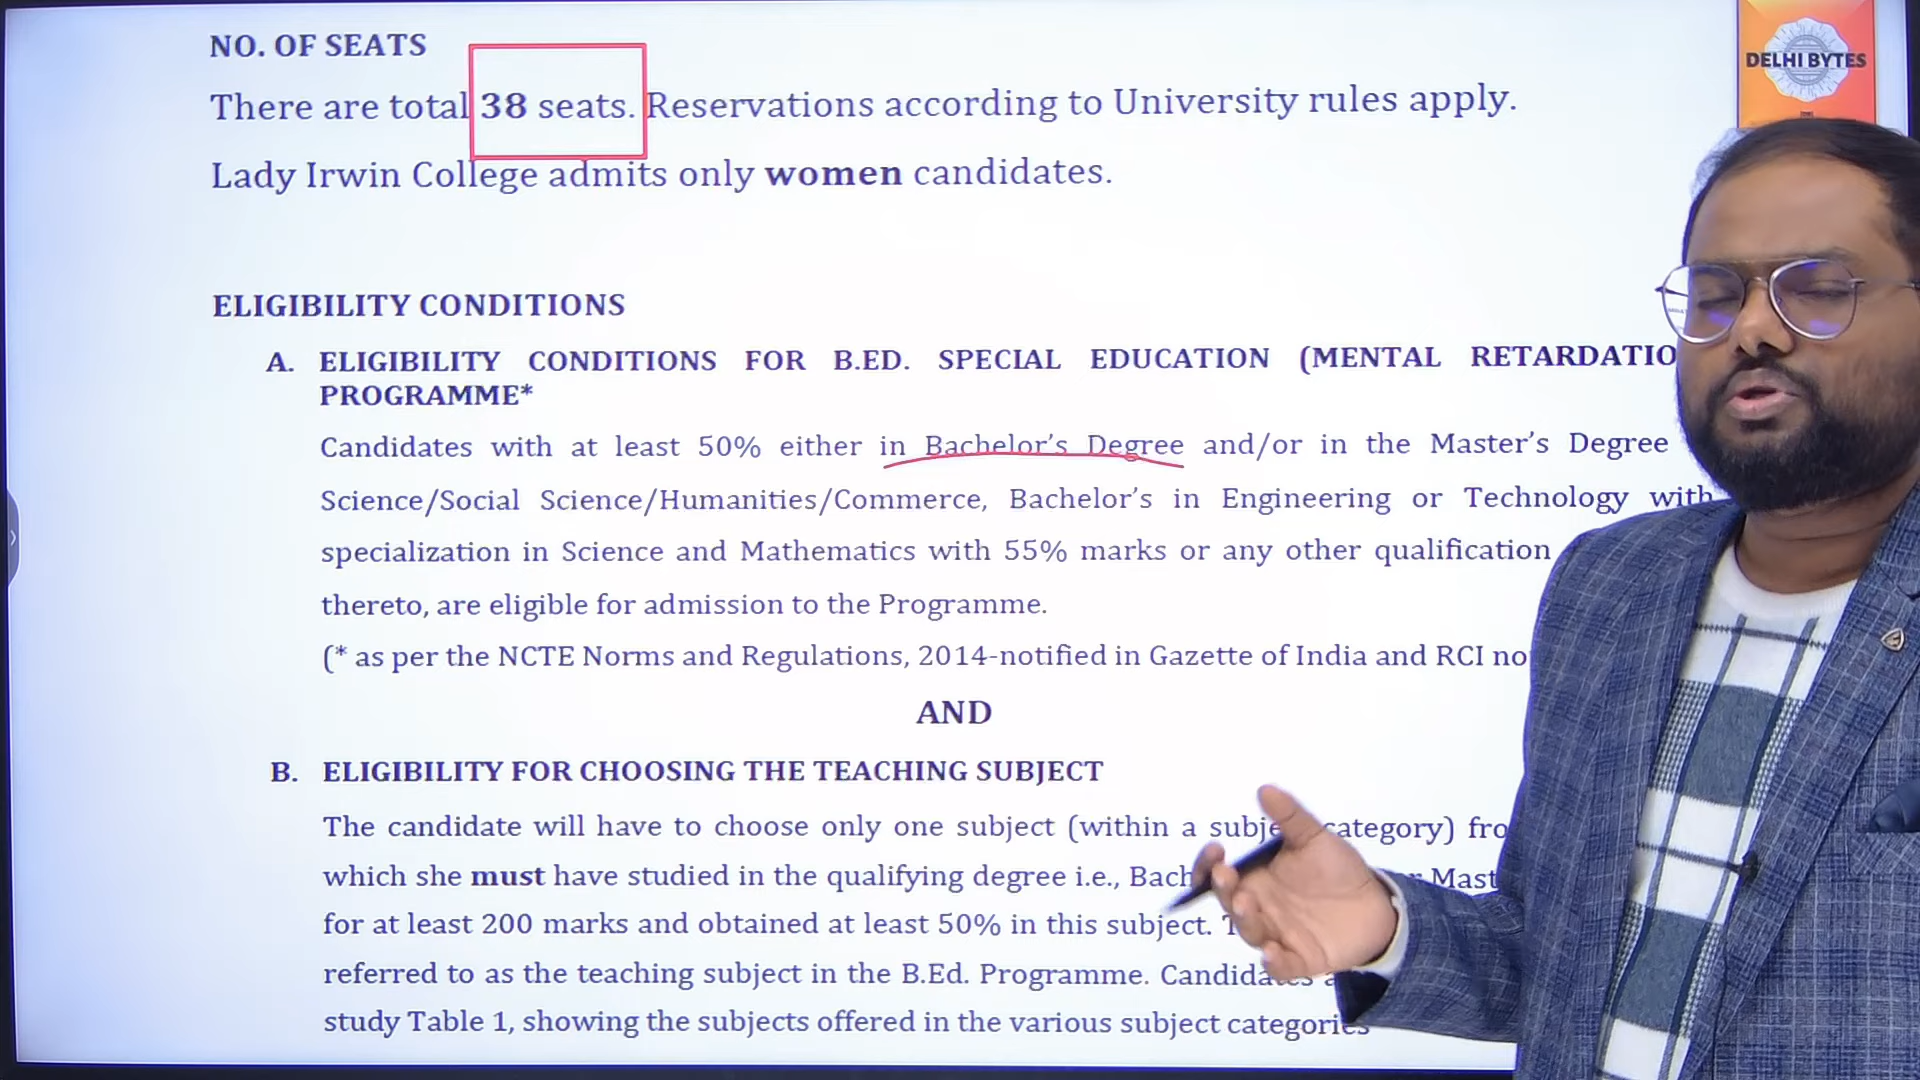 NO. OF SEATS
There are total 38 seats. Reservations according to University rules apply.
Lady Irwin College admits only women candidates.
DELHI BYTES
ELIGIBILITY CONDITIONS
A. ELIGIBILITY CONDITIONS FOR B.ED. SPECIAL EDUCATION (MENTAL RETARDATIO
PROGRAMME*
Candidates with at least 50% either in Bachelor's Degree and/or in the Master's Degree
Science/Social Science/Humanities/Commerce, Bachelor's in Engineering or Technology with
specialization in Science and Mathematics with 55% marks or any other qualification
thereto, are eligible for admission to the Programme.
(* as per the NCTE Norms and Regulations, 2014-notified in Gazette of India and RCI
AND
B. ELIGIBILITY FOR CHOOSING THE TEACHING SUBJECT
The candidate will have to choose only one subject (within a category)
which she must have studied in the qualifying degree i.e.,
for at least 200 marks and obtained at least 50% in this subject.
referred to as the teaching subject in the B.Ed. Programme.
study Table 1, showing the subjects offered in the various subject categories